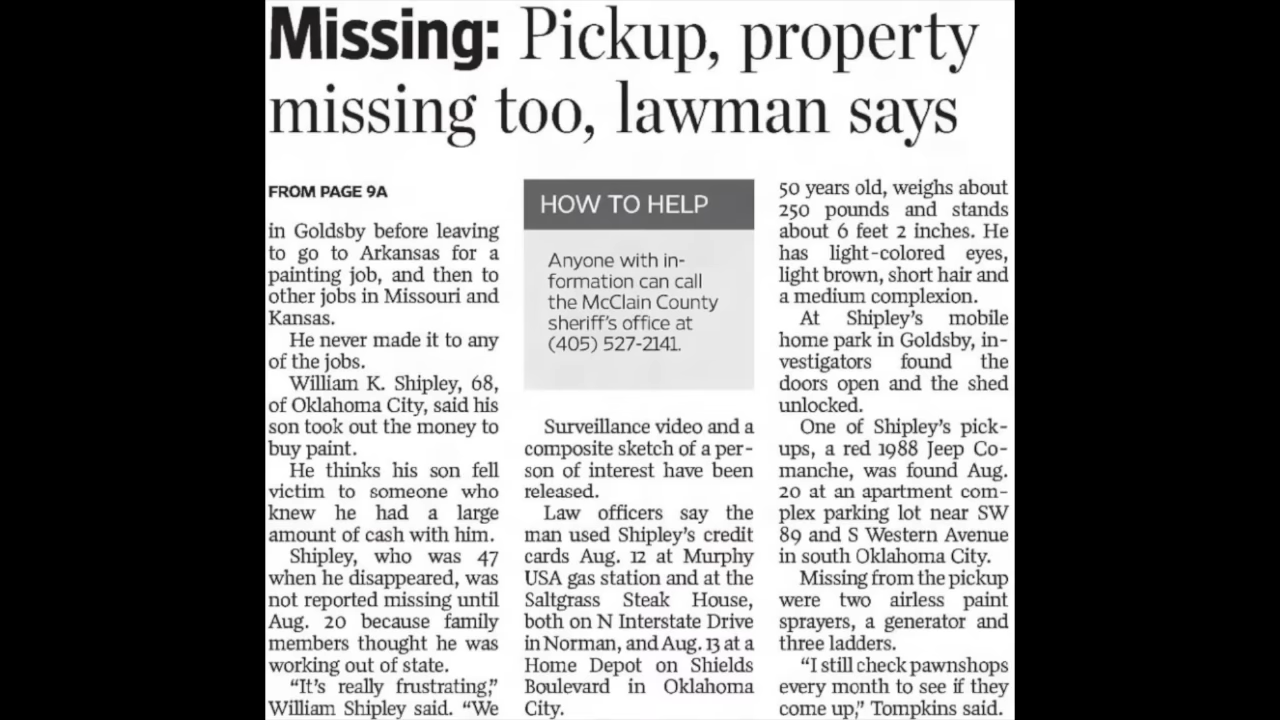 Missing: Pickup, property
missing too, lawman says
FROM PAGE 9A
in Goldsby before leaving
to go to Arkansas for a
painting job, and then to
other jobs in Missouri and
Kansas.
He never made it to any
of the jobs.
William K. Shipley, 68,
of Oklahoma City, said his
son took out the money to
buy paint.
He thinks his son fell
victim to someone who
knew he had a large
amount of cash with him.
Shipley, who was 47
when he disappeared, was
not reported missing until
Aug. 20 because family
members thought he was
working out of state.
“It’s really frustrating,”
William Shipley said. “We
HOW TO HELP
Anyone with in-
formation can call
the McClain County
sheriff’s office at
(405) 527-2141.
Surveillance video and a
composite sketch of a per-
son of interest have been
released.
Law officers say the
man used Shipley’s credit
cards Aug. 12 at Murphy
USA gas station and at the
Saltgrass Steak House,
both on N Interstate Drive
in Norman, and Aug. 13 at a
Home Depot on Shields
Boulevard in Oklahoma
City.
50 years old, weighs about
250 pounds and stands
about 6 feet 2 inches. He
has light-colored eyes,
light brown, short hair and
a medium complexion.
At Shipley’s mobile
home park in Goldsby, in-
vestigators found the
doors open and the shed
unlocked.
One of Shipley’s pick-
ups, a red 1988 Jeep Co-
manche, was found Aug.
20 at an apartment com-
plex parking lot near SW
89 and S Western Avenue
in south Oklahoma City.
Missing from the pickup
were two airless paint
sprayers, a generator and
three ladders.
“I still check pawnshops
every month to see if they
come up,” Tompkins said.